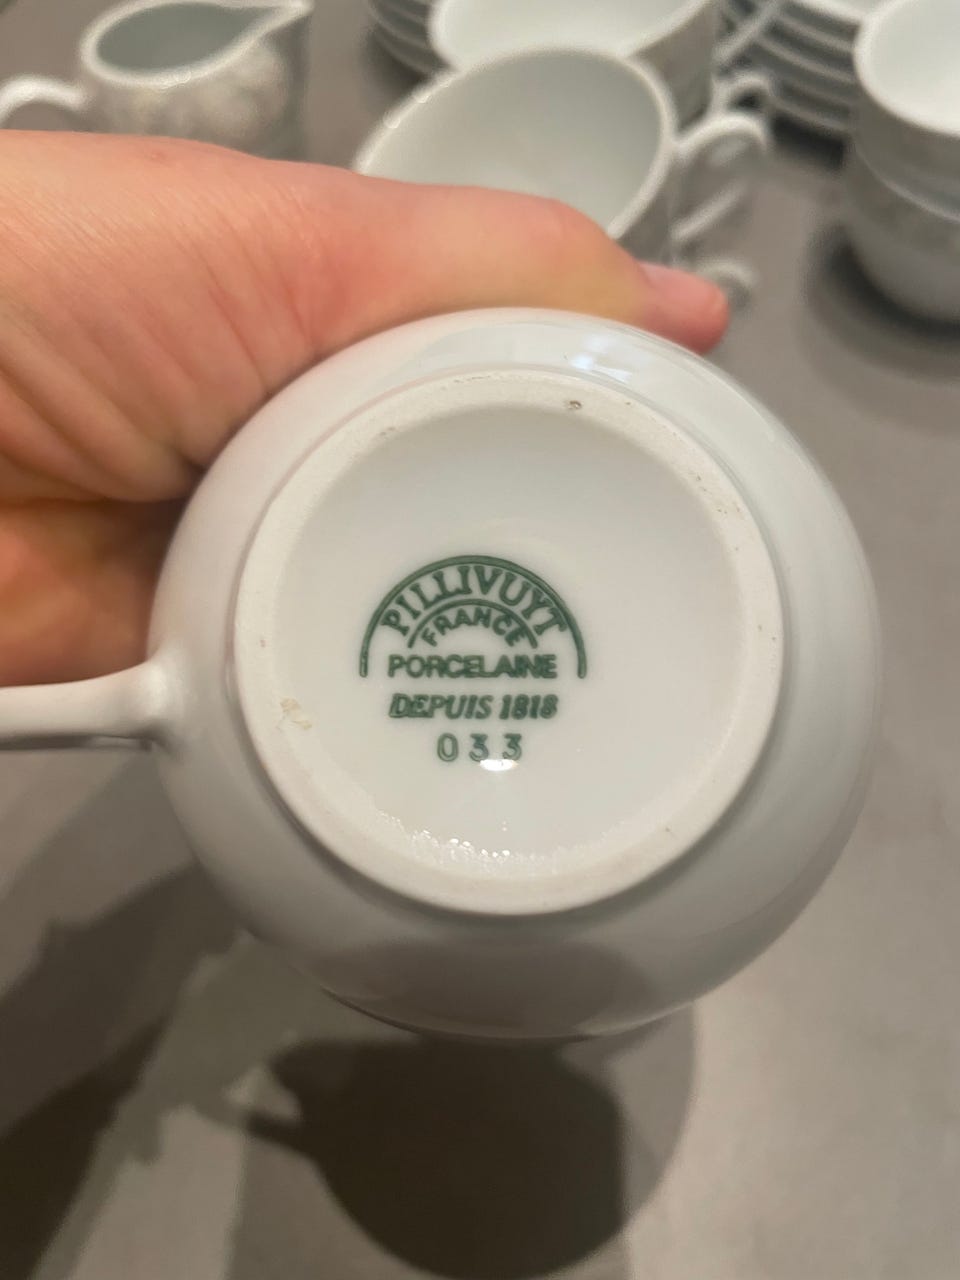 PILLIVUYT
FRANCE
PORCELAINE
DEPUIS 1818
033